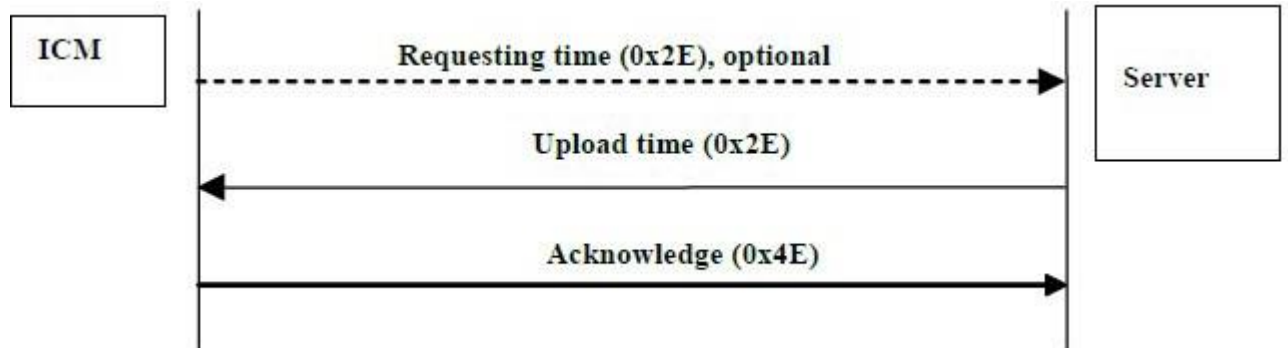 ICM
Requesting time (0x2E), optional
Server
Upload time (0x2E)
Acknowledge (0x4E)